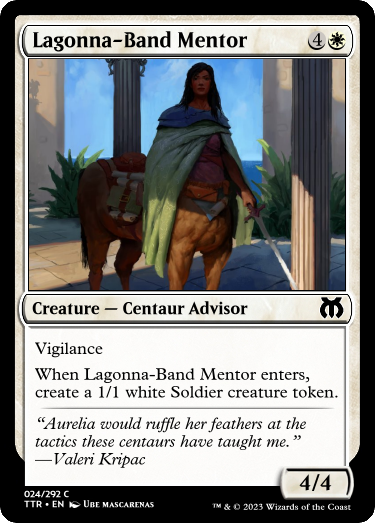 Lagonna-Band Mentor 4
Creature — Centaur Advisor
Vigilance
When Lagonna-Band Mentor enters,
create a 1/1 white Soldier creature token.
“Aurelia would ruffle her feathers at the
tactics these centaurs have taught me.”
—Valeri Kripac
4/4
024/292 C
TTR • EN Ube Mascarenas
™ & © 2023 Wizards of the Coast